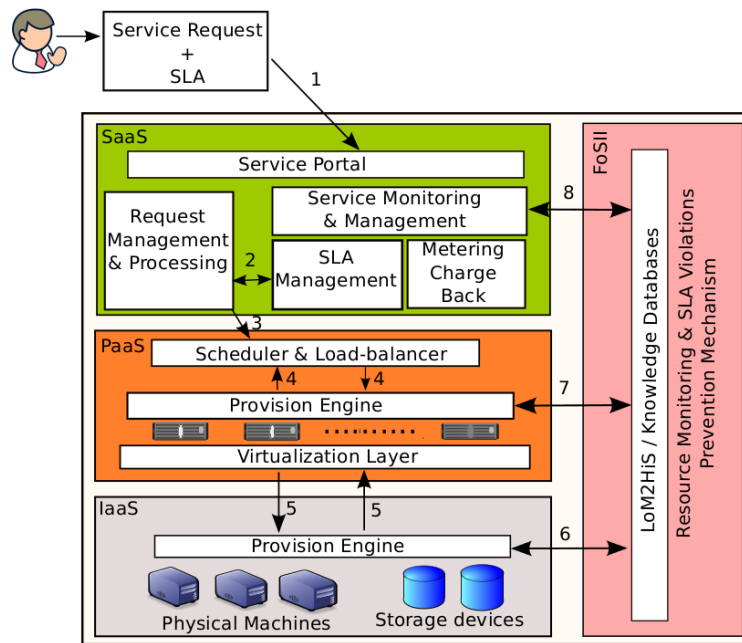 Service Request
+
SLA
1
SaaS
Service Portal
Request
Management
& Processing
Service Monitoring
& Management
2
SLA
Management
Metering
Charge
Back
8
3
PaaS
Scheduler & Load-balancer
4
4
Provision Engine
7
Virtualization Layer
IaaS
5
5
Provision Engine
6
Physical Machines
Storage devices
FoSII
LoM2HiS / Knowledge Databases
Resource Monitoring & SLA Violations
Prevention Mechanism